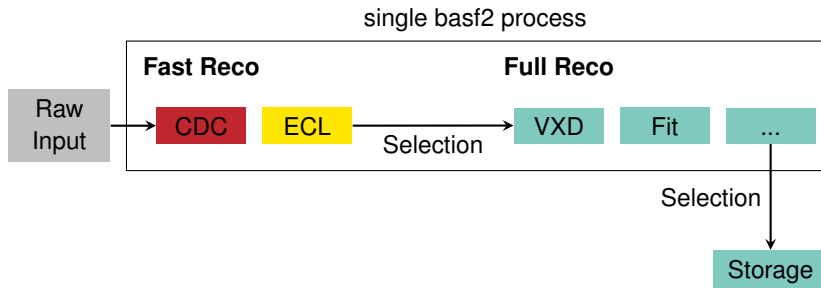 single basf2 process
Fast Reco
Full Reco
Raw
Input
CDC
ECL
Selection
VXD
Fit
...
Selection
Storage